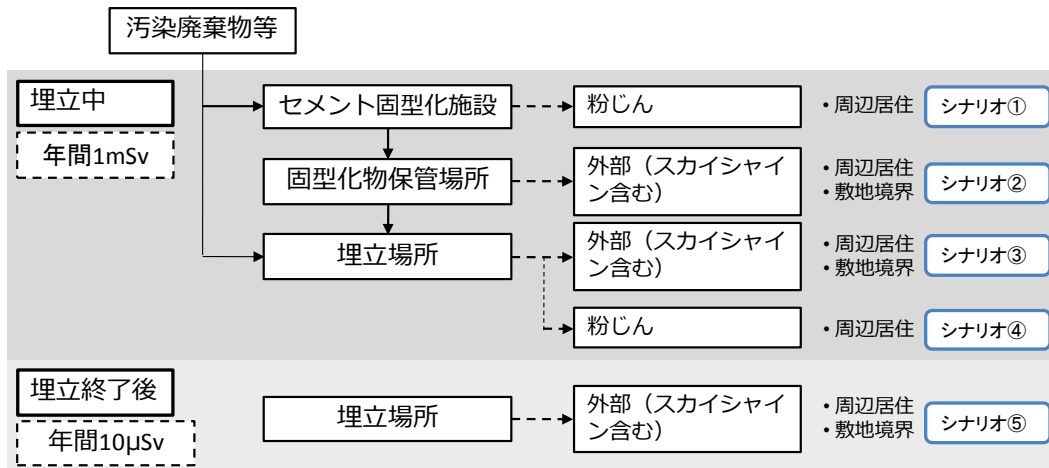 汚染廃棄物等
埋立中
年間1mSv
セメント固型化施設
粉じん
・周辺居住
シナリオ①
固型化物保管場所
外部（スカイシャイ
ン含む）
・周辺居住
・敷地境界
シナリオ②
埋立場所
外部（スカイシャイ
ン含む）
・周辺居住
・敷地境界
シナリオ③
粉じん
・周辺居住
シナリオ④
埋立終了後
年間10μSv
埋立場所
外部（スカイシャイ
ン含む）
・周辺居住
・敷地境界
シナリオ⑤